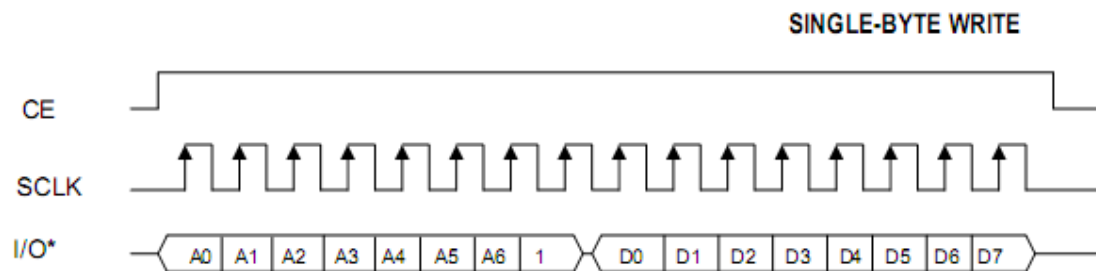 SINGLE-BYTE WRITE
CE
SCLK
I/O* A0 A1 A2 A3 A4 A5 A6 1 D0 D1 D2 D3 D4 D5 D6 D7